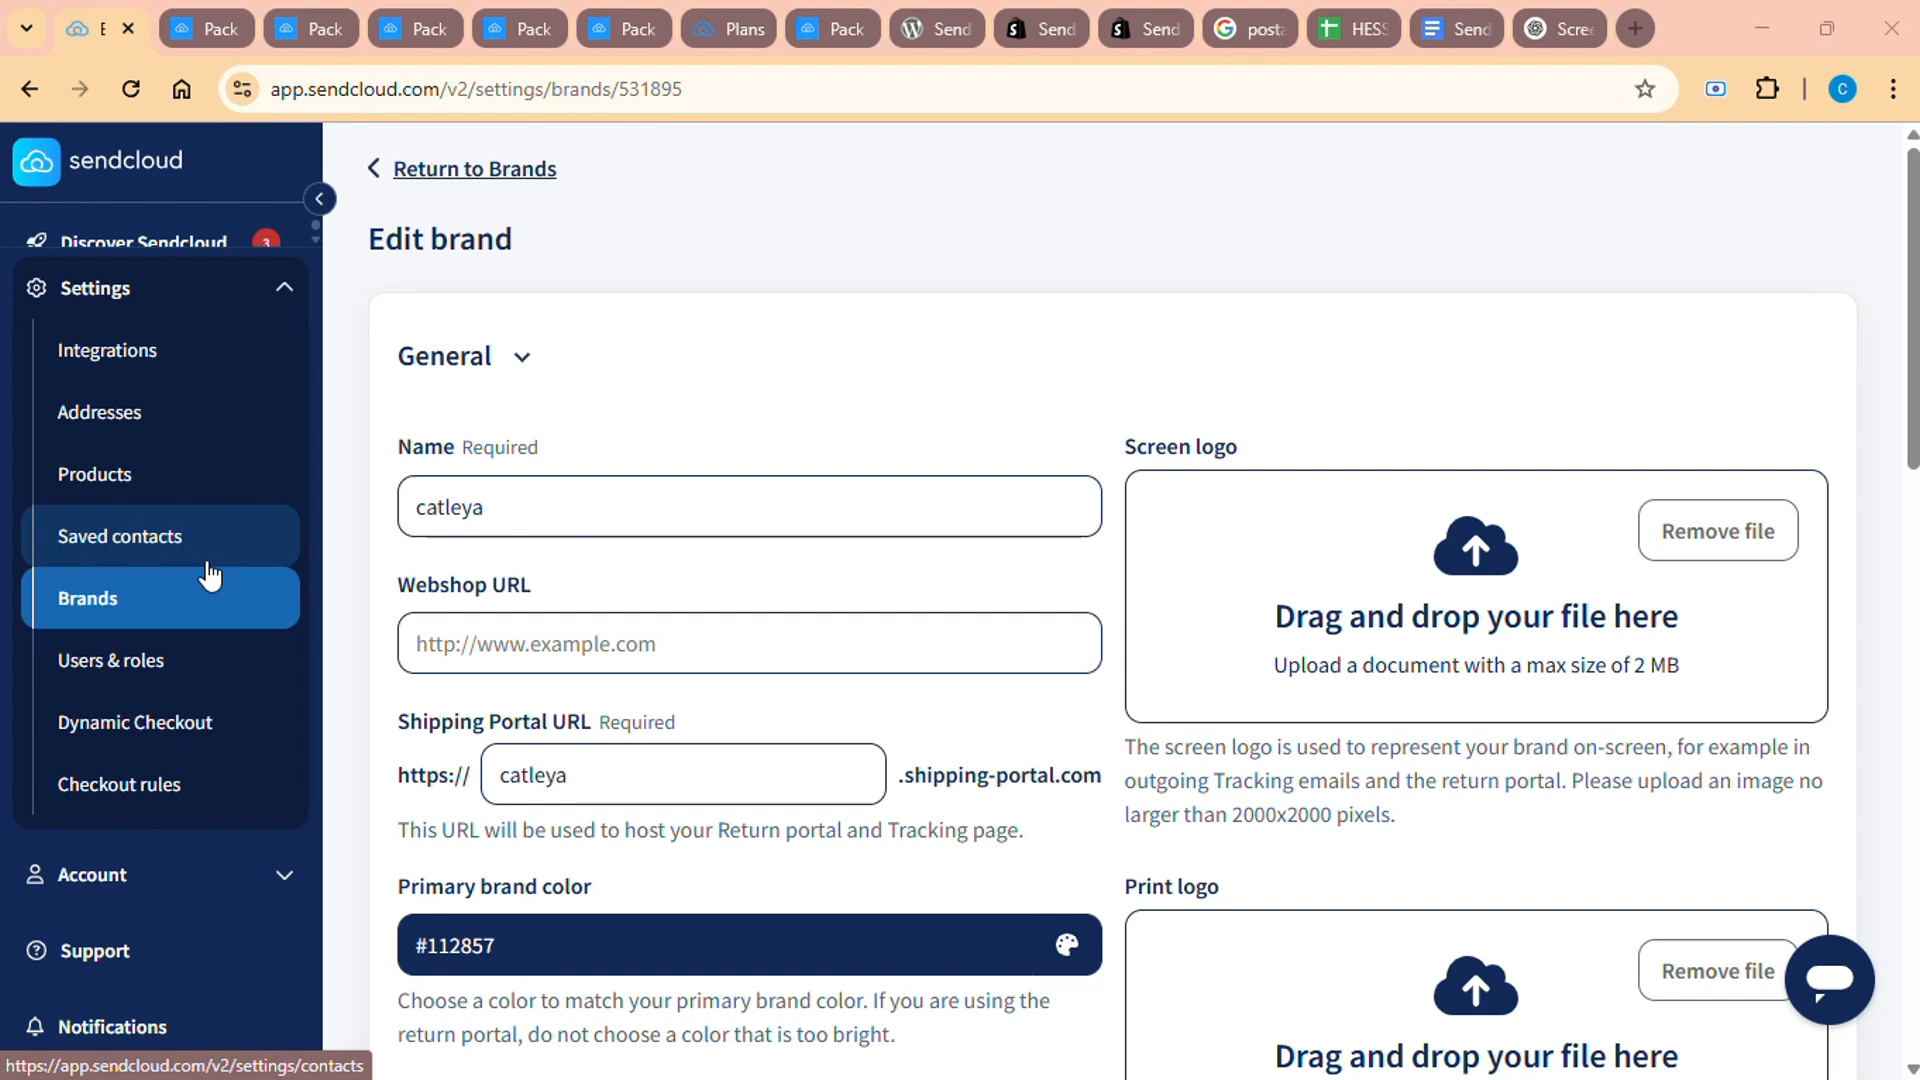 E
Pack
Pack
Pack
Pack
Pack
Plans
Pack
Send
Send
Send
posta
HESS
Send
Scree
app.sendcloud.com/v2/settings/brands/531895
C
sendcloud
Discover Sendcloud 3
Settings
Integrations
Addresses
Products
Saved contacts
Brands
Users & roles
Dynamic Checkout
Checkout rules
Account
Support
Notifications
https://app.sendcloud.com/v2/settings/contacts
Return to Brands
Edit brand
General
Name Required
catleya
Webshop URL
http://www.example.com
Shipping Portal URL Required
https:// catleya .shipping-portal.com
This URL will be used to host your Return portal and Tracking page.
Primary brand color
#112857
Choose a color to match your primary brand color. If you are using the
return portal, do not choose a color that is too bright.
Screen logo
Remove file
Drag and drop your file here
Upload a document with a max size of 2 MB
The screen logo is used to represent your brand on-screen, for example in
outgoing Tracking emails and the return portal. Please upload an image no
larger than 2000x2000 pixels.
Print logo
Remove file
Drag and drop your file here